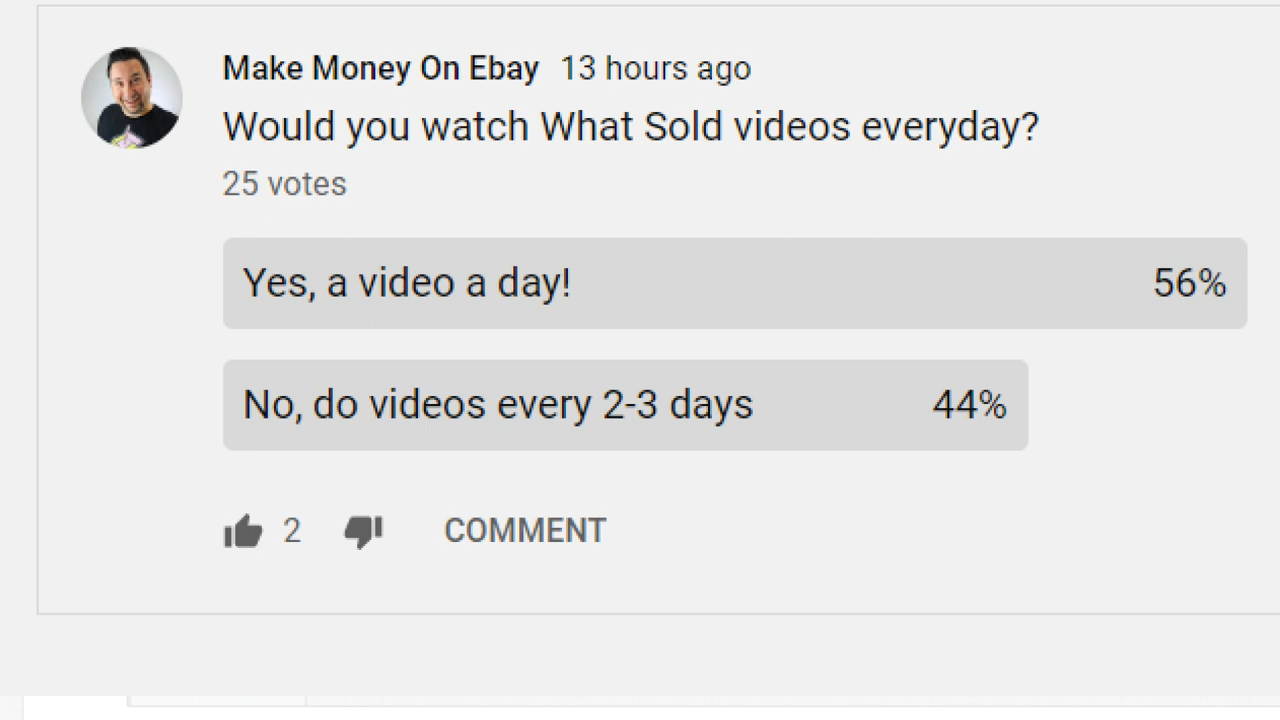 Make Money On Ebay 13 hours ago
Would you watch What Sold videos everyday?
25 votes
Yes, a video a day! 56%
No, do videos every 2-3 days 44%
2 COMMENT